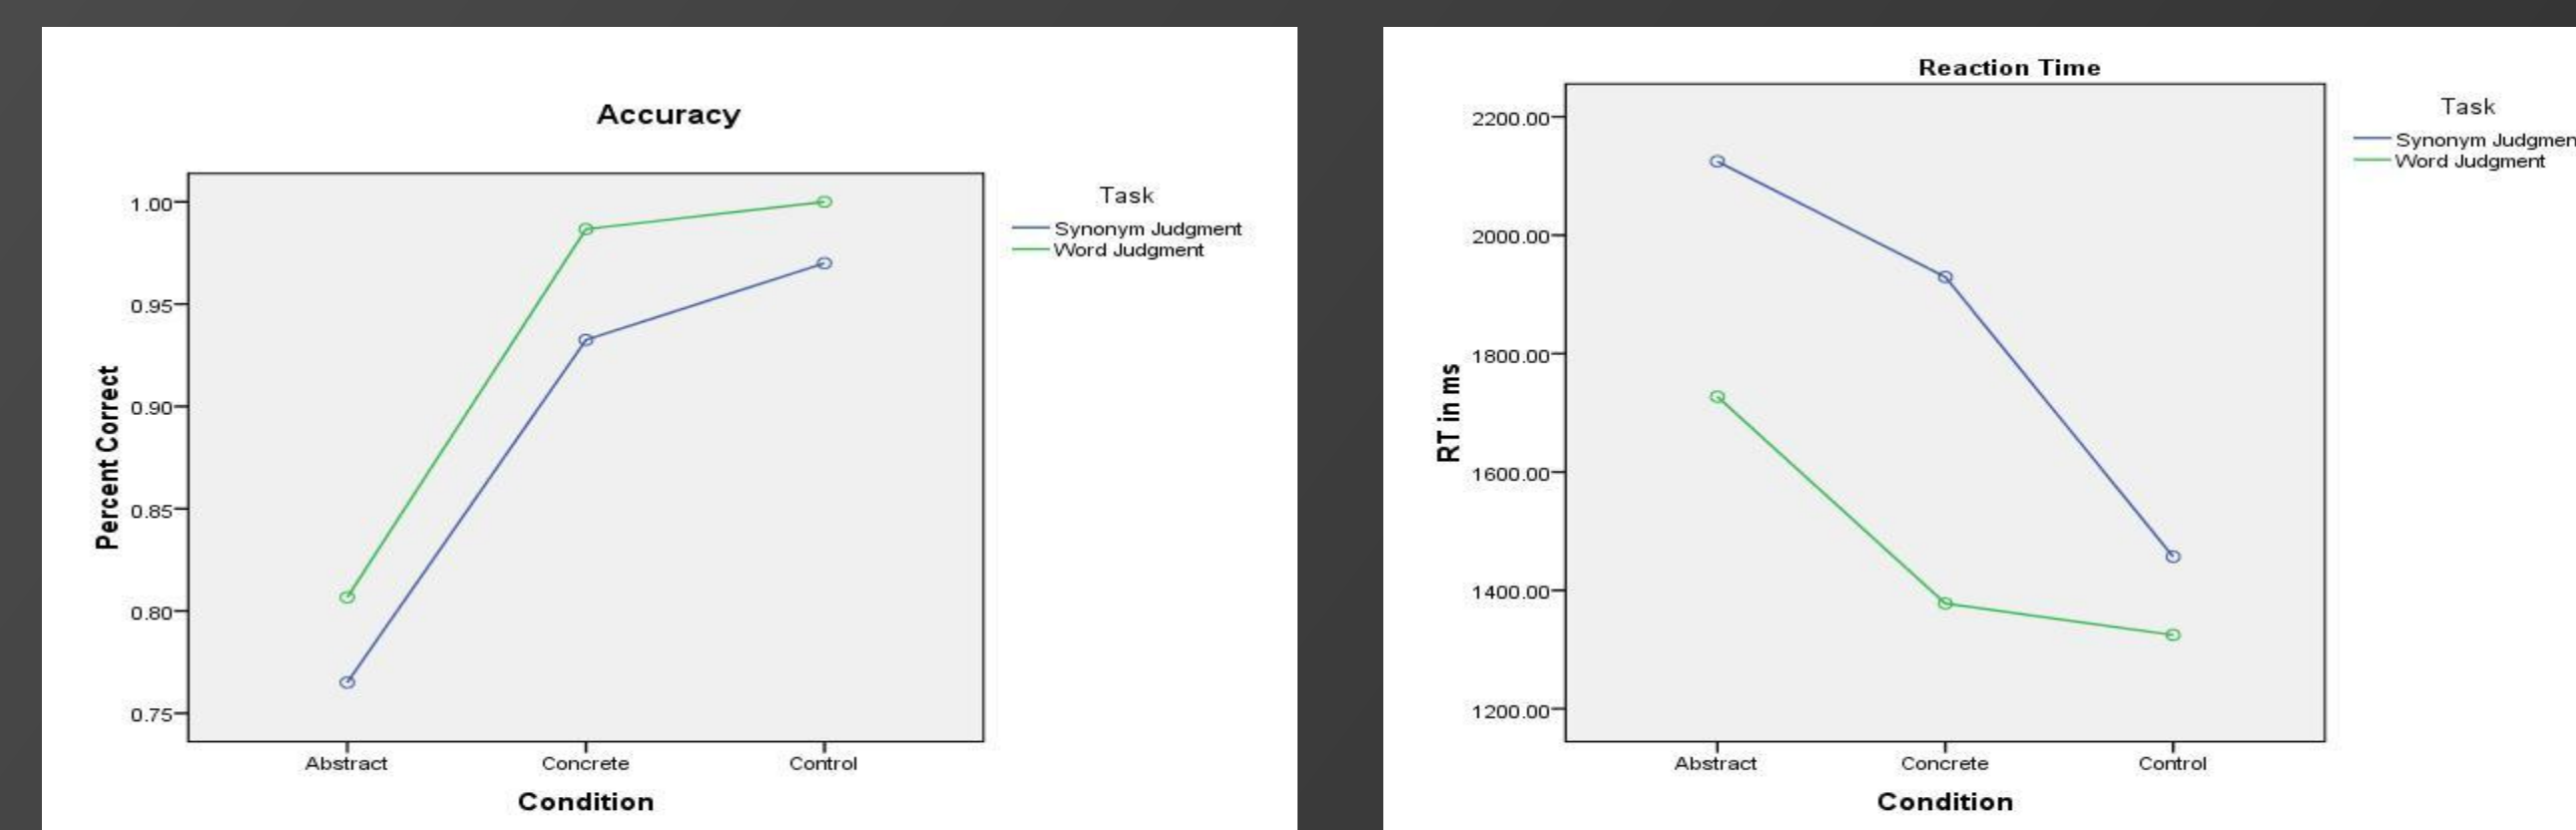 Accuracy
Percent Correct
1.00
0.95
0.90
0.85
0.80
0.75
Abstract Concrete Control
Condition
Task
Synonym Judgment
Word Judgment
Reaction Time
RT in ms
2200.00
2000.00
1800.00
1600.00
1400.00
1200.00
Abstract Concrete Control
Condition
Task
Synonym Judgmen
Word Judgment